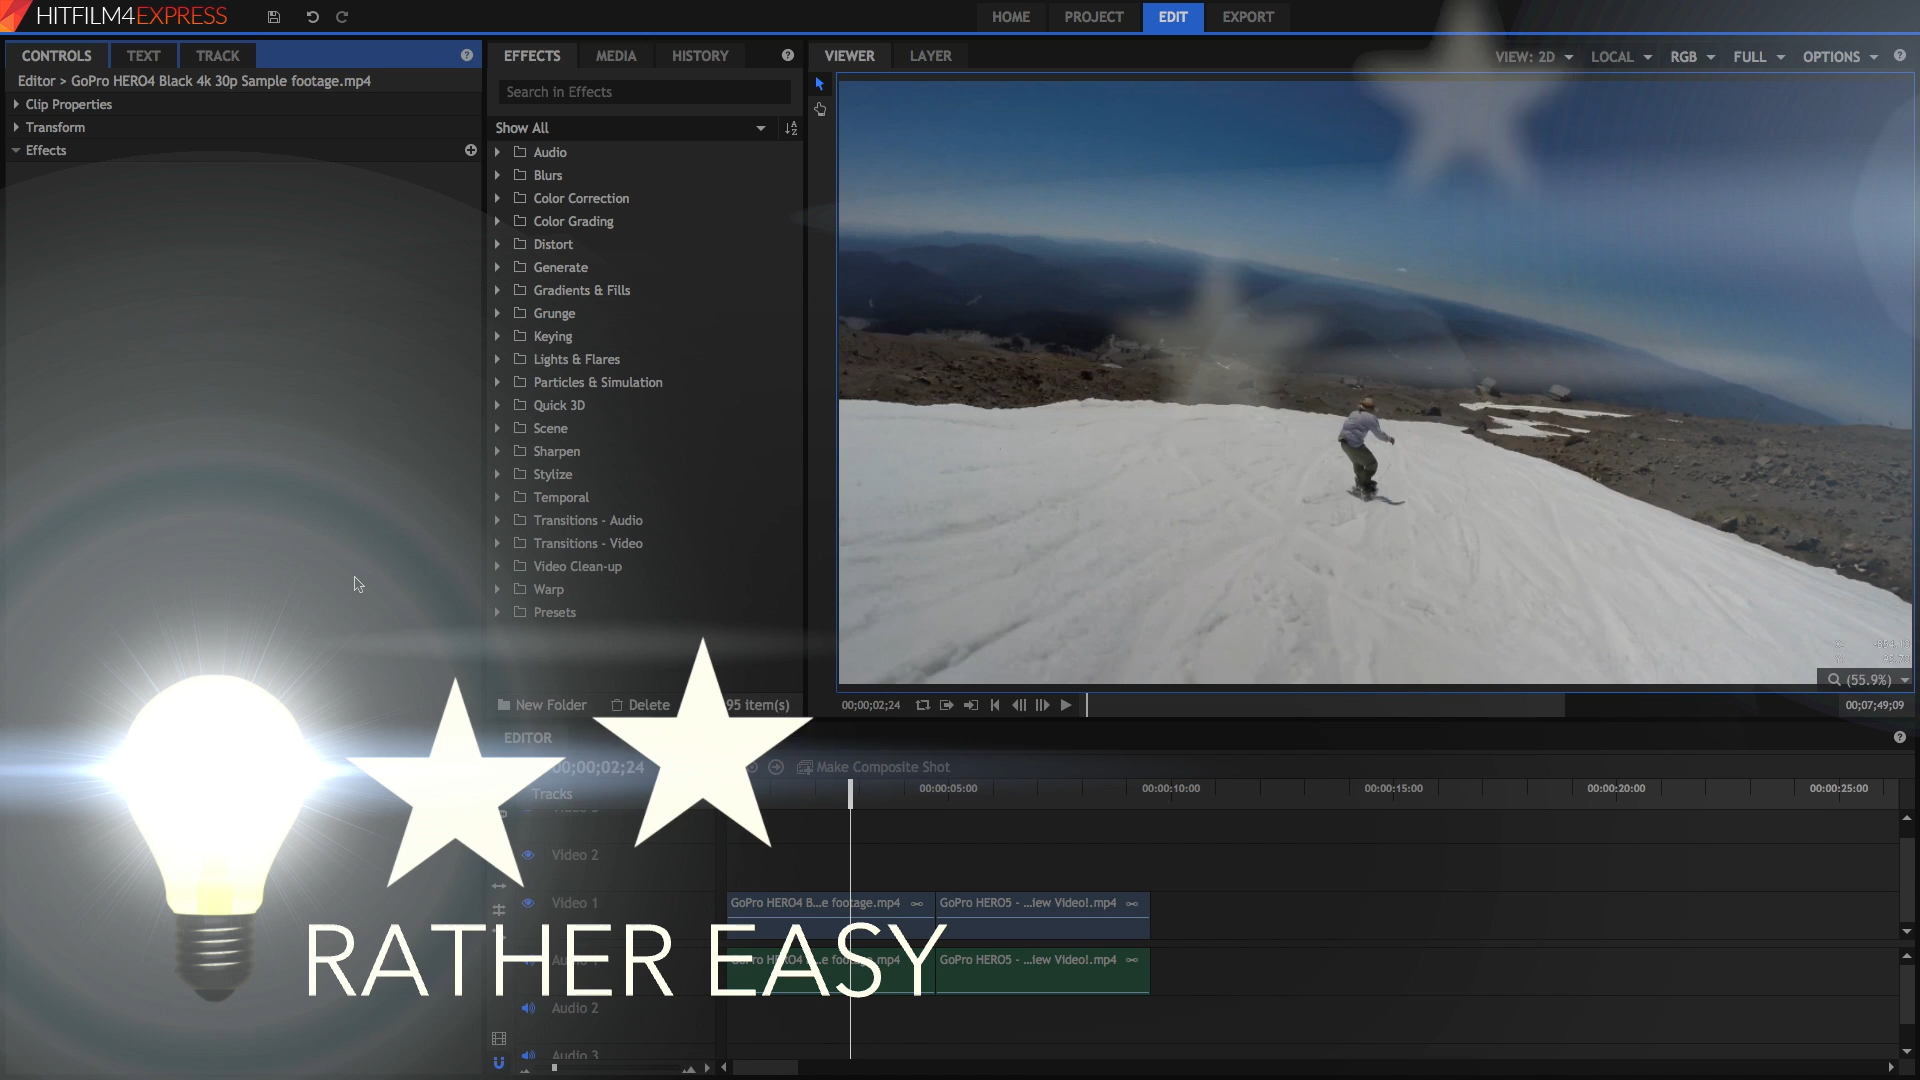 HITFILM4EXPRESS
HOME
PROJECT
EDIT
EXPORT
CONTROLS
TEXT
TRACK
Editor > GoPro HERO4 Black 4k 30p Sample footage.mp4
Clip Properties
Transform
Effects
EFFECTS
MEDIA
HISTORY
Search in Effects
Show All
Audio
Blurs
Color Correction
Color Grading
Distort
Generate
Gradients & Fills
Grunge
Keying
Lights & Flares
Particles & Simulation
Quick 3D
Scene
Sharpen
Stylize
Temporal
Transitions - Audio
Transitions - Video
Video Clean-up
Warp
Presets
New Folder
Delete
95 item(s)
VIEWER
LAYER
VIEW: 2D
LOCAL
RGB
FULL
OPTIONS
(55.9%)
00;00;02;24
00;07;49;09
EDITOR
00;00;02;24
Make Composite Shot
Tracks
00:00:05:00
00:00:10:00
00:00:15:00
00:00:20:00
00:00:25:00
Video 2
Video 1
GoPro HERO4 B...e footage.mp4
GoPro HERO5 - ...iew Video!.mp4
GoPro HERO5 - ...iew Video!.mp4
Audio 2
Audio 3
RATHER EASY